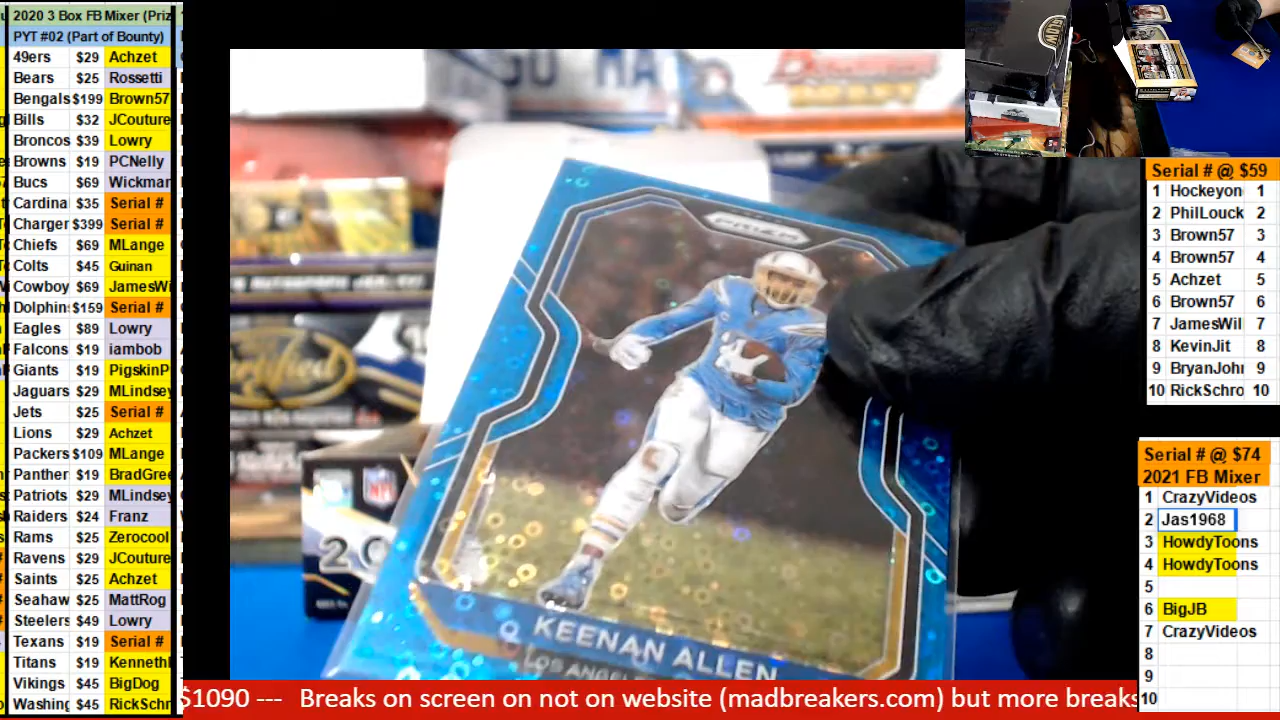 2020 3 Box FB Mixer (Priz
PYT #02 (Part of Bounty)
49ers $29 Achzet
Bears $25 Rossetti
Bengals $199 Brown57
Bills $32 JCouture
Broncos $39 Lowry
Browns $19 PCNelly
Bucs $69 Wickman
Cardina $35 Serial #
Charger $399 Serial #
Chiefs $69 MLange
Colts $45 Guinan
Cowboy $69 JamesWi
Dolphin $159 Serial #
Eagles $89 Lowry
Falcons $19 iambob
Giants $19 PigskinP
Jaguars $29 MLindsey
Jets $25 Serial #
Lions $29 Achzet
Packers $109 MLange
Panther $19 BradGree
Patriots $29 MLindsey
Raiders $24 Franz
Rams $25 Zerocool
Ravens $29 JCouture
Saints $25 Achzet
Seahaw $25 MattRog
Steelers $49 Lowry
Texans $19 Serial #
Titans $19 Kennethl
Vikings $45 BigDog
Washing $45 RickSchr
PRIZM
KEENAN ALLEN
LOS ANGELE
Certified
NFL
Serial # @ $59
1 Hockeyon 1
2 PhilLouck 2
3 Brown57 3
4 Brown57 4
5 Achzet 5
6 Brown57 6
7 JamesWil 7
8 KevinJit 8
9 BryanJohn 9
10 RickSchro 10
Serial # @ $74
2021 FB Mixer
1 CrazyVideos
2 Jas1968
3 HowdyToons
4 HowdyToons
5
6 BigJB
7 CrazyVideos
8
9
10
$1090 --- Breaks on screen on not on website (madbreakers.com) but more breaks